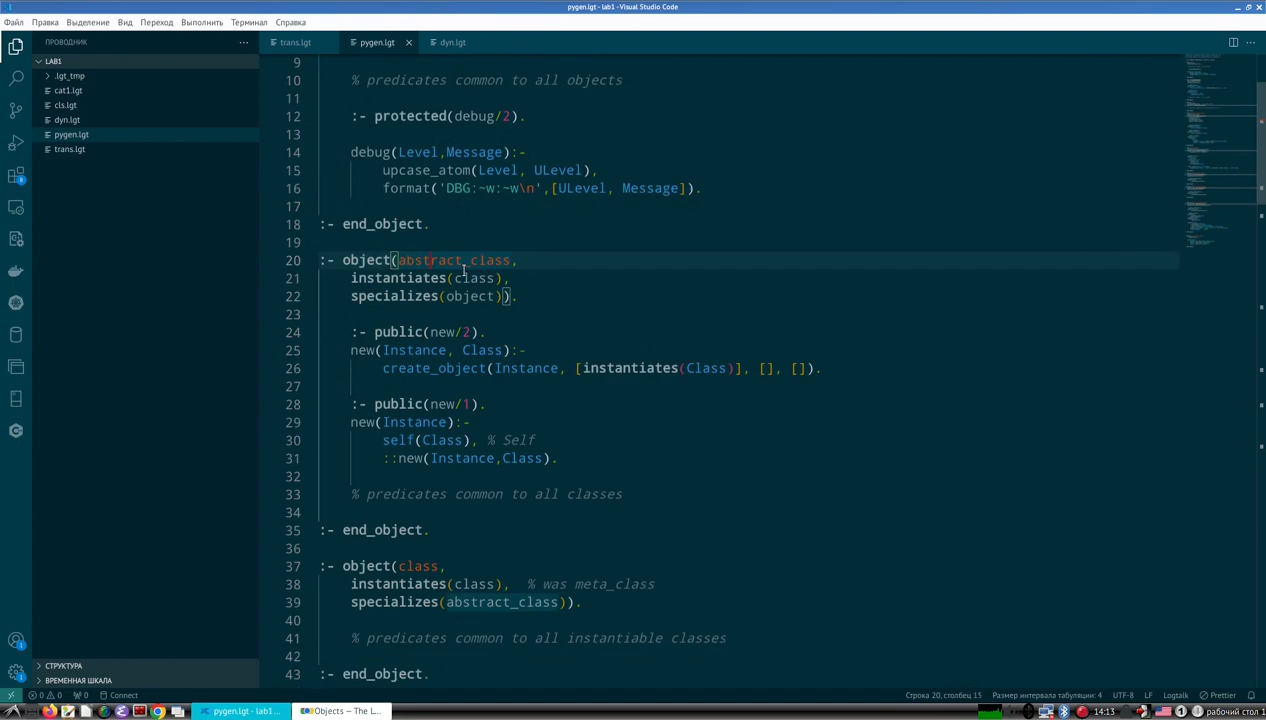 pygen.lgt - lab1 - Visual Studio Code
Файл Правка Выделение Вид Переход Выполнить Терминал Справка
ПРОВОДНИК ···
trans.lgt pygen.lgt × dyn.lgt
LAB1
.lgt_tmp
cat1.lgt
cls.lgt
dyn.lgt
pygen.lgt
trans.lgt
9
10 % predicates common to all objects
11
12 :- protected(debug/2).
13
14 debug(Level,Message):-
15 upcase_atom(Level, ULevel),
16 format('DBG:~w:~w\n',[ULevel, Message]).
17
18 :- end_object.
19
20 :- object(abstract_class,
21 instantiates(class),
22 specializes(object)).
23
24 :- public(new/2).
25 new(Instance, Class):-
26 create_object(Instance, [instantiates(Class)], [], []).
27
28 :- public(new/1).
29 new(Instance):-
30 self(Class), % Self
31 ::new(Instance,Class).
32
33 % predicates common to all classes
34
35 :- end_object.
36
37 :- object(class,
38 instantiates(class), % was meta_class
39 specializes(abstract_class)).
40
41 % predicates common to all instantiable classes
42
43 :- end_object.
СТРУКТУРА
ВРЕМЕННАЯ ШКАЛА
0 0 0 Connect Строка 20, столбец 15 Размер интервала табуляции: 4 UTF-8 LF Logtalk Prettier
pygen.lgt - lab1... Objects — The L... 14:13 рабочий стол 1